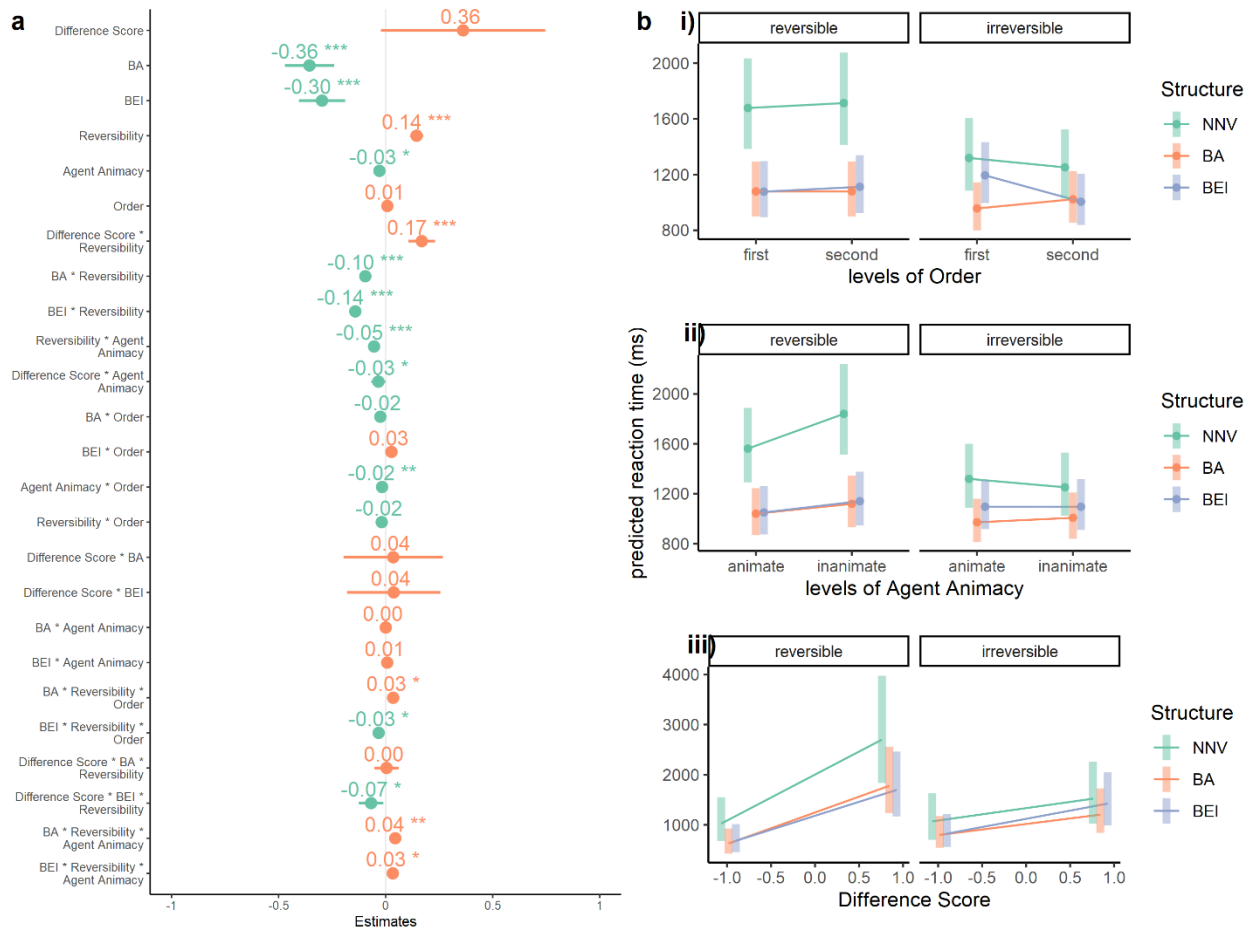 a
Difference Score
0.36
BA
-0.36 ***
BEI
-0.30 ***
Reversibility
0.14 ***
Agent Animacy
-0.03 *
Order
0.01
Difference Score *
Reversibility
0.17 ***
BA * Reversibility
-0.10 ***
BEI * Reversibility
-0.14 ***
Reversibility * Agent
Animacy
-0.05 ***
Difference Score * Agent
Animacy
-0.03 *
BA * Order
-0.02
BEI * Order
0.03
Agent Animacy * Order
-0.02 **
Reversibility * Order
-0.02
Difference Score * BA
0.04
Difference Score * BEI
0.04
BA * Agent Animacy
0.00
BEI * Agent Animacy
0.01
BA * Reversibility *
Order
0.03 *
BEI * Reversibility *
Order
-0.03 *
Difference Score * BA *
Reversibility
0.00
Difference Score * BEI *
Reversibility
-0.07 *
BA * Reversibility *
Agent Animacy
0.04 **
BEI * Reversibility *
Agent Animacy
0.03 *
-1 -0.5 0 0.5 1
Estimates
b i)
reversible irreversible
2000
1600
1200
800
first second first second
levels of Order
Structure
NNV
BA
BEI
predicted reaction time (ms)
ii)
reversible irreversible
2000
1600
1200
800
animate inanimate animate inanimate
levels of Agent Animacy
Structure
NNV
BA
BEI
iii)
reversible irreversible
4000
3000
2000
1000
-1.0 -0.5 0.0 0.5 1.0 -1.0 -0.5 0.0 0.5 1.0
Difference Score
Structure
NNV
BA
BEI